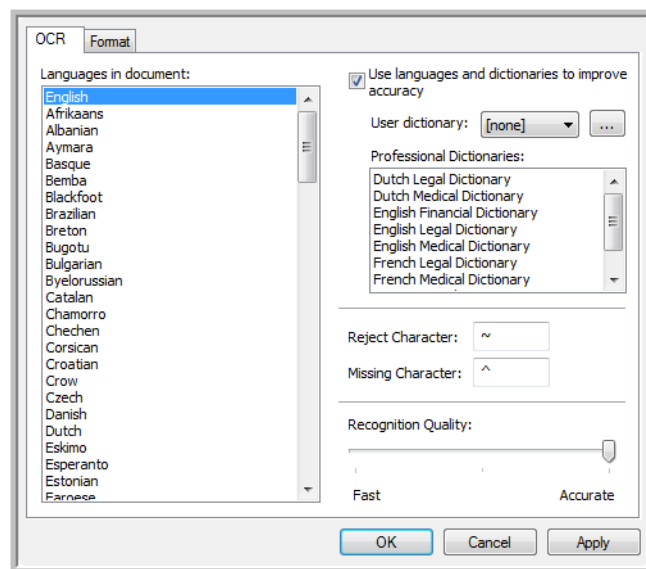 OCR
Format
Languages in document:
English
Afrikaans
Albanian
Aymara
Basque
Bemba
Blackfoot
Brazilian
Breton
Bugotu
Bulgarian
Byelorussian
Catalan
Chamorro
Chechen
Corsican
Croatian
Crow
Czech
Danish
Dutch
Eskimo
Esperanto
Estonian
Faroese
Use languages and dictionaries to improve
accuracy
User dictionary: [none] ...
Professional Dictionaries:
Dutch Legal Dictionary
Dutch Medical Dictionary
English Financial Dictionary
English Legal Dictionary
English Medical Dictionary
French Legal Dictionary
French Medical Dictionary
Reject Character: ~
Missing Character: ^
Recognition Quality:
Fast Accurate
OK Cancel Apply